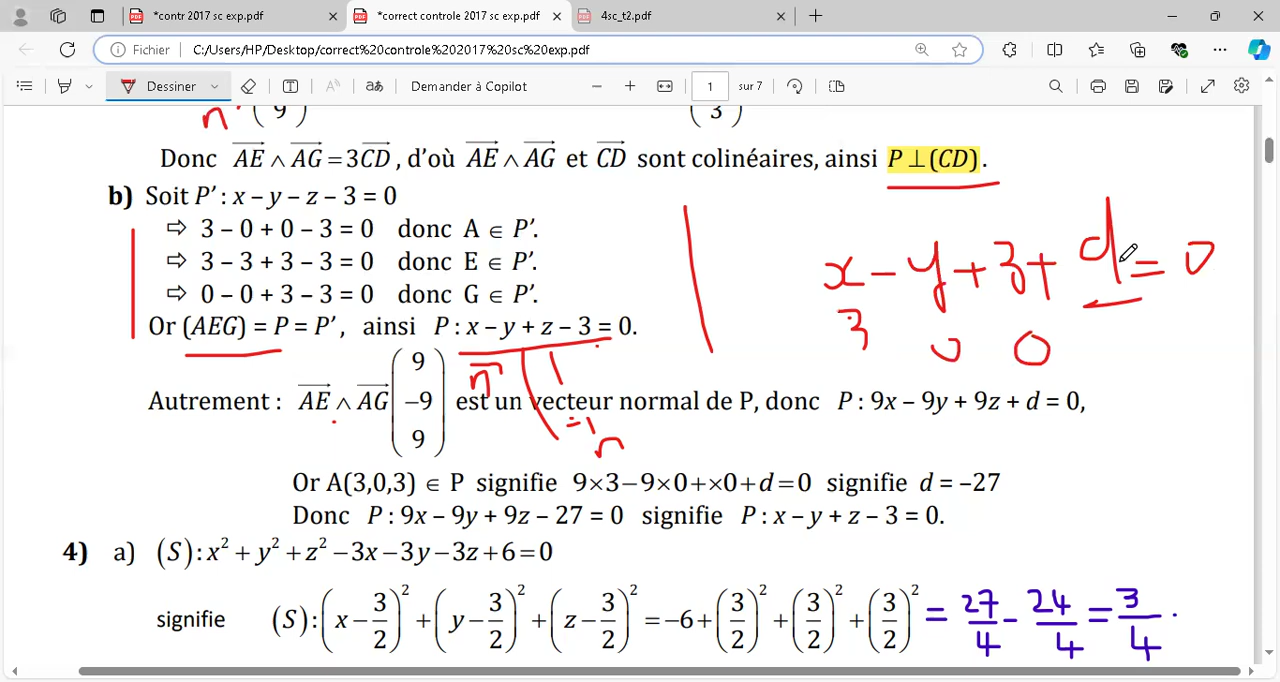 *contr 2017 sc exp.pdf
*correct controle 2017 sc exp.pdf
4sc_t2.pdf
Fichier C:/Users/HP/Desktop/correct%20controle%202017%20sc%20exp.pdf
Dessiner
Demander à Copilot
1 sur 7
n ( 9 ) ( 3 )
Donc AE ∧ AG = 3CD , d'où AE ∧ AG et CD sont colinéaires, ainsi P ⊥ (CD) .
b) Soit P' : x – y – z – 3 = 0
⇨ 3 – 0 + 0 – 3 = 0 donc A ∈ P'.
⇨ 3 – 3 + 3 – 3 = 0 donc E ∈ P'.
⇨ 0 – 0 + 3 – 3 = 0 donc G ∈ P'.
x – y + z + d = 0
3 0 0
Or (AEG) = P = P' , ainsi P : x – y + z – 3 = 0.
n 1
–1
n
Autrement : AE ∧ AG ( 9 –9 9 ) est un vecteur normal de P, donc P : 9x – 9y + 9z + d = 0,
Or A(3,0,3) ∈ P signifie 9×3–9×0+×0+d=0 signifie d = –27
Donc P : 9x – 9y + 9z – 27 = 0 signifie P : x – y + z – 3 = 0.
4) a) (S) : x² + y² + z² – 3x – 3y – 3z + 6 = 0
signifie (S) : (x – 3/2)² + (y – 3/2)² + (z – 3/2)² = –6 + (3/2)² + (3/2)² + (3/2)² = 27/4 – 24/4 = 3/4 .